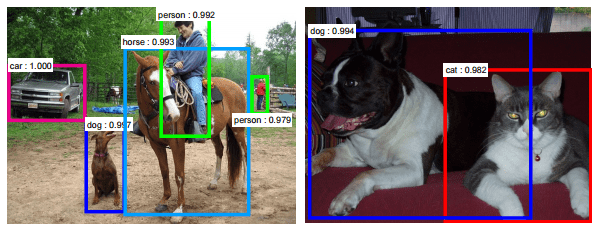 person : 0.992
horse : 0.993
car : 1.000
dog : 0.997
person : 0.979
dog : 0.994
cat : 0.982